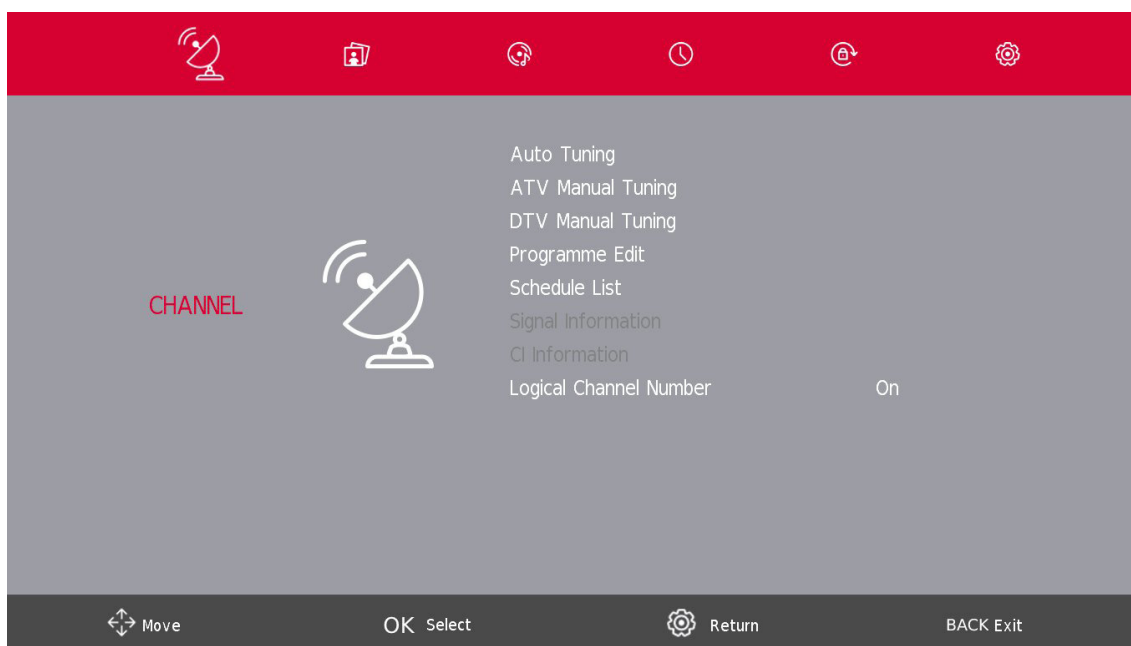 Auto Tuning
ATV Manual Tuning
DTV Manual Tuning
Programme Edit
Schedule List
CHANNEL
Signal Information
CI Information
Logical Channel Number On
Move OK Select Return BACK Exit